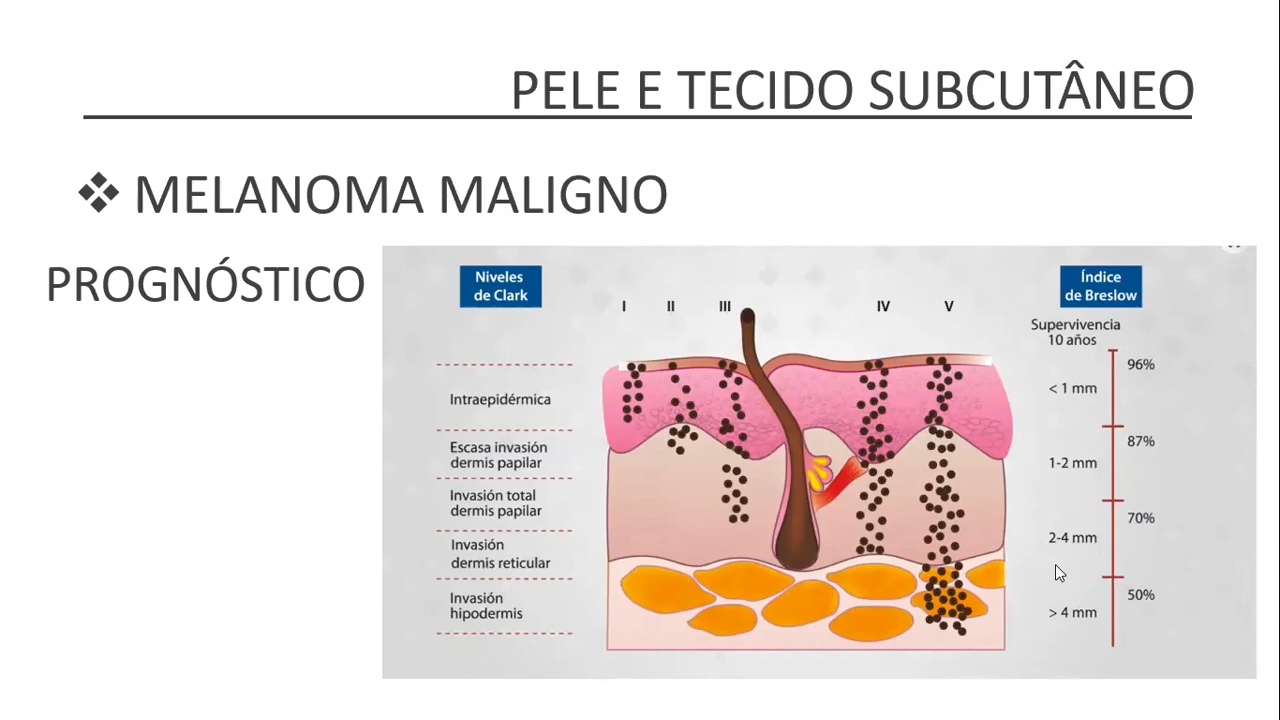 PELE E TECIDO SUBCUTÂNEO
❖ MELANOMA MALIGNO
PROGNÓSTICO
Niveles
de Clark
I II III IV V
Índice
de Breslow
Supervivencia
10 años
Intraepidérmica
Escasa invasión
dermis papilar
Invasión total
dermis papilar
Invasión
dermis reticular
Invasión
hipodermis
96%
< 1 mm
87%
1-2 mm
70%
2-4 mm
50%
> 4 mm